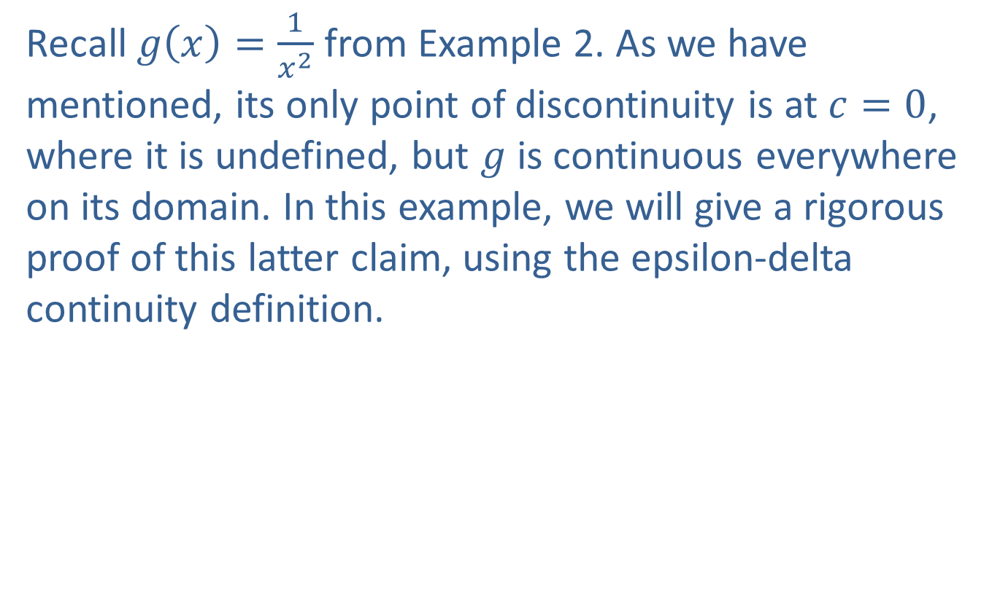 Recall g(x) = 1/x² from Example 2. As we have
mentioned, its only point of discontinuity is at c = 0,
where it is undefined, but g is continuous everywhere
on its domain. In this example, we will give a rigorous
proof of this latter claim, using the epsilon-delta
continuity definition.